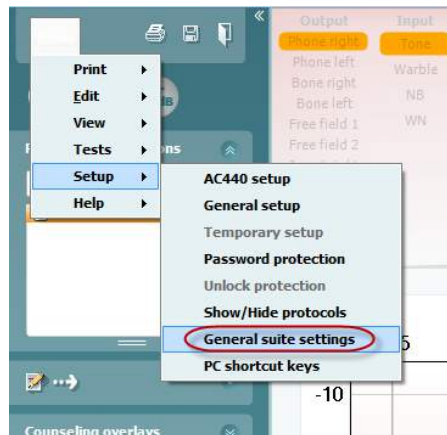 Output Input
Phone right Tone
Phone left Warble
Bone right NB
Bone left WN
Free field 1
Free field 2
Print
Edit
View
Tests
Setup
Help
ns
AC440 setup
General setup
Temporary setup
Password protection
Unlock protection
Show/Hide protocols
General suite settings
PC shortcut keys
5
-10
Counseling overlays